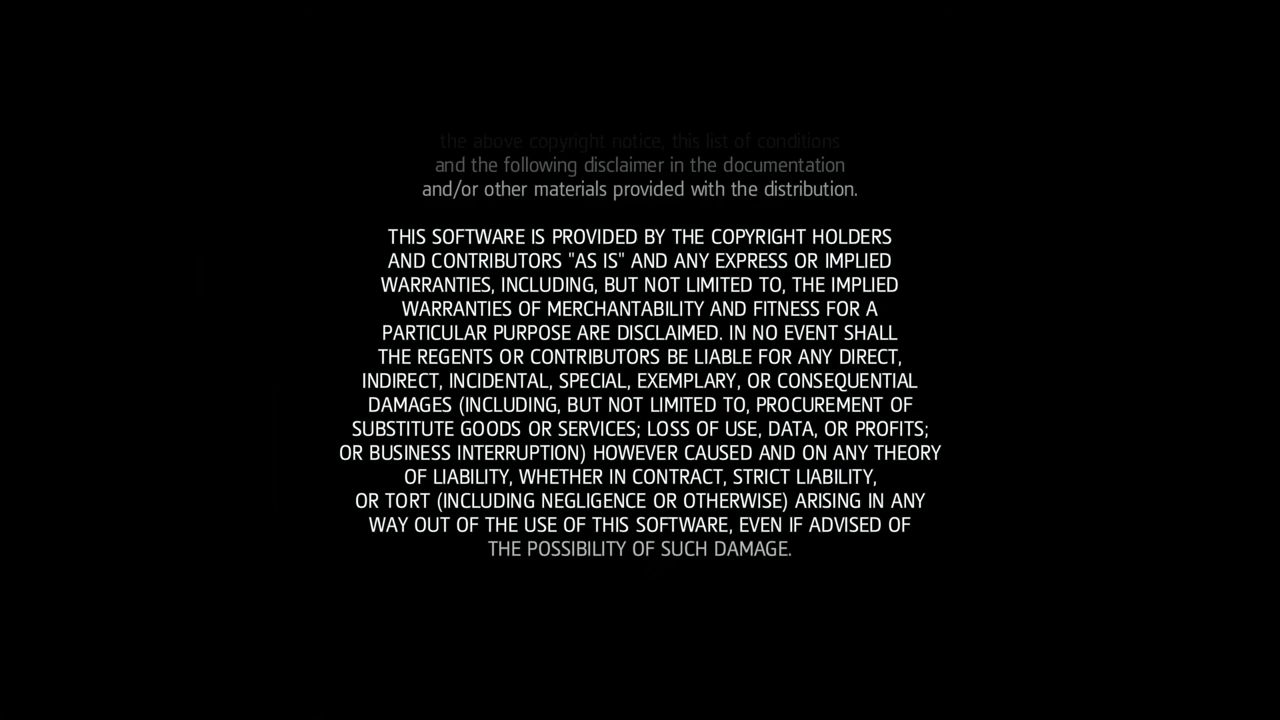 the above copyright notice, this list of conditions
and the following disclaimer in the documentation
and/or other materials provided with the distribution.
THIS SOFTWARE IS PROVIDED BY THE COPYRIGHT HOLDERS
AND CONTRIBUTORS "AS IS" AND ANY EXPRESS OR IMPLIED
WARRANTIES, INCLUDING, BUT NOT LIMITED TO, THE IMPLIED
WARRANTIES OF MERCHANTABILITY AND FITNESS FOR A
PARTICULAR PURPOSE ARE DISCLAIMED. IN NO EVENT SHALL
THE REGENTS OR CONTRIBUTORS BE LIABLE FOR ANY DIRECT,
INDIRECT, INCIDENTAL, SPECIAL, EXEMPLARY, OR CONSEQUENTIAL
DAMAGES (INCLUDING, BUT NOT LIMITED TO, PROCUREMENT OF
SUBSTITUTE GOODS OR SERVICES; LOSS OF USE, DATA, OR PROFITS;
OR BUSINESS INTERRUPTION) HOWEVER CAUSED AND ON ANY THEORY
OF LIABILITY, WHETHER IN CONTRACT, STRICT LIABILITY,
OR TORT (INCLUDING NEGLIGENCE OR OTHERWISE) ARISING IN ANY
WAY OUT OF THE USE OF THIS SOFTWARE, EVEN IF ADVISED OF
THE POSSIBILITY OF SUCH DAMAGE.